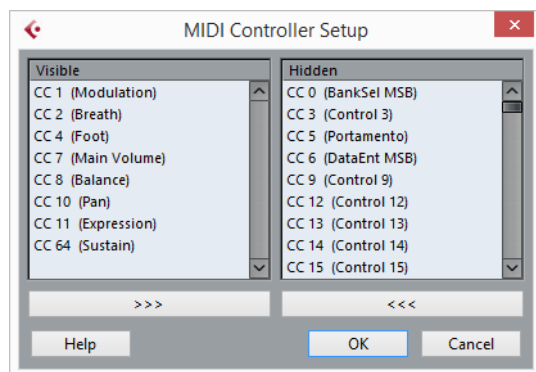 MIDI Controller Setup
Visible
CC 1 (Modulation)
CC 2 (Breath)
CC 4 (Foot)
CC 7 (Main Volume)
CC 8 (Balance)
CC 10 (Pan)
CC 11 (Expression)
CC 64 (Sustain)
>>>
Hidden
CC 0 (BankSel MSB)
CC 3 (Control 3)
CC 5 (Portamento)
CC 6 (DataEnt MSB)
CC 9 (Control 9)
CC 12 (Control 12)
CC 13 (Control 13)
CC 14 (Control 14)
CC 15 (Control 15)
<<<
Help
OK
Cancel